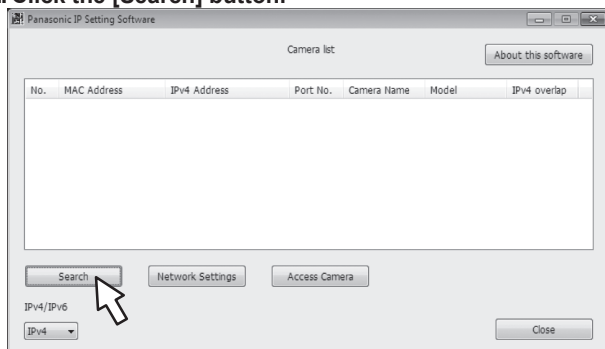 Click the [Search] button.
Panasonic IP Setting Software
Camera list
About this software
No. MAC Address IPv4 Address Port No. Camera Name Model IPv4 overlap
Search Network Settings Access Camera
IPv4/IPv6
IPv4
Close